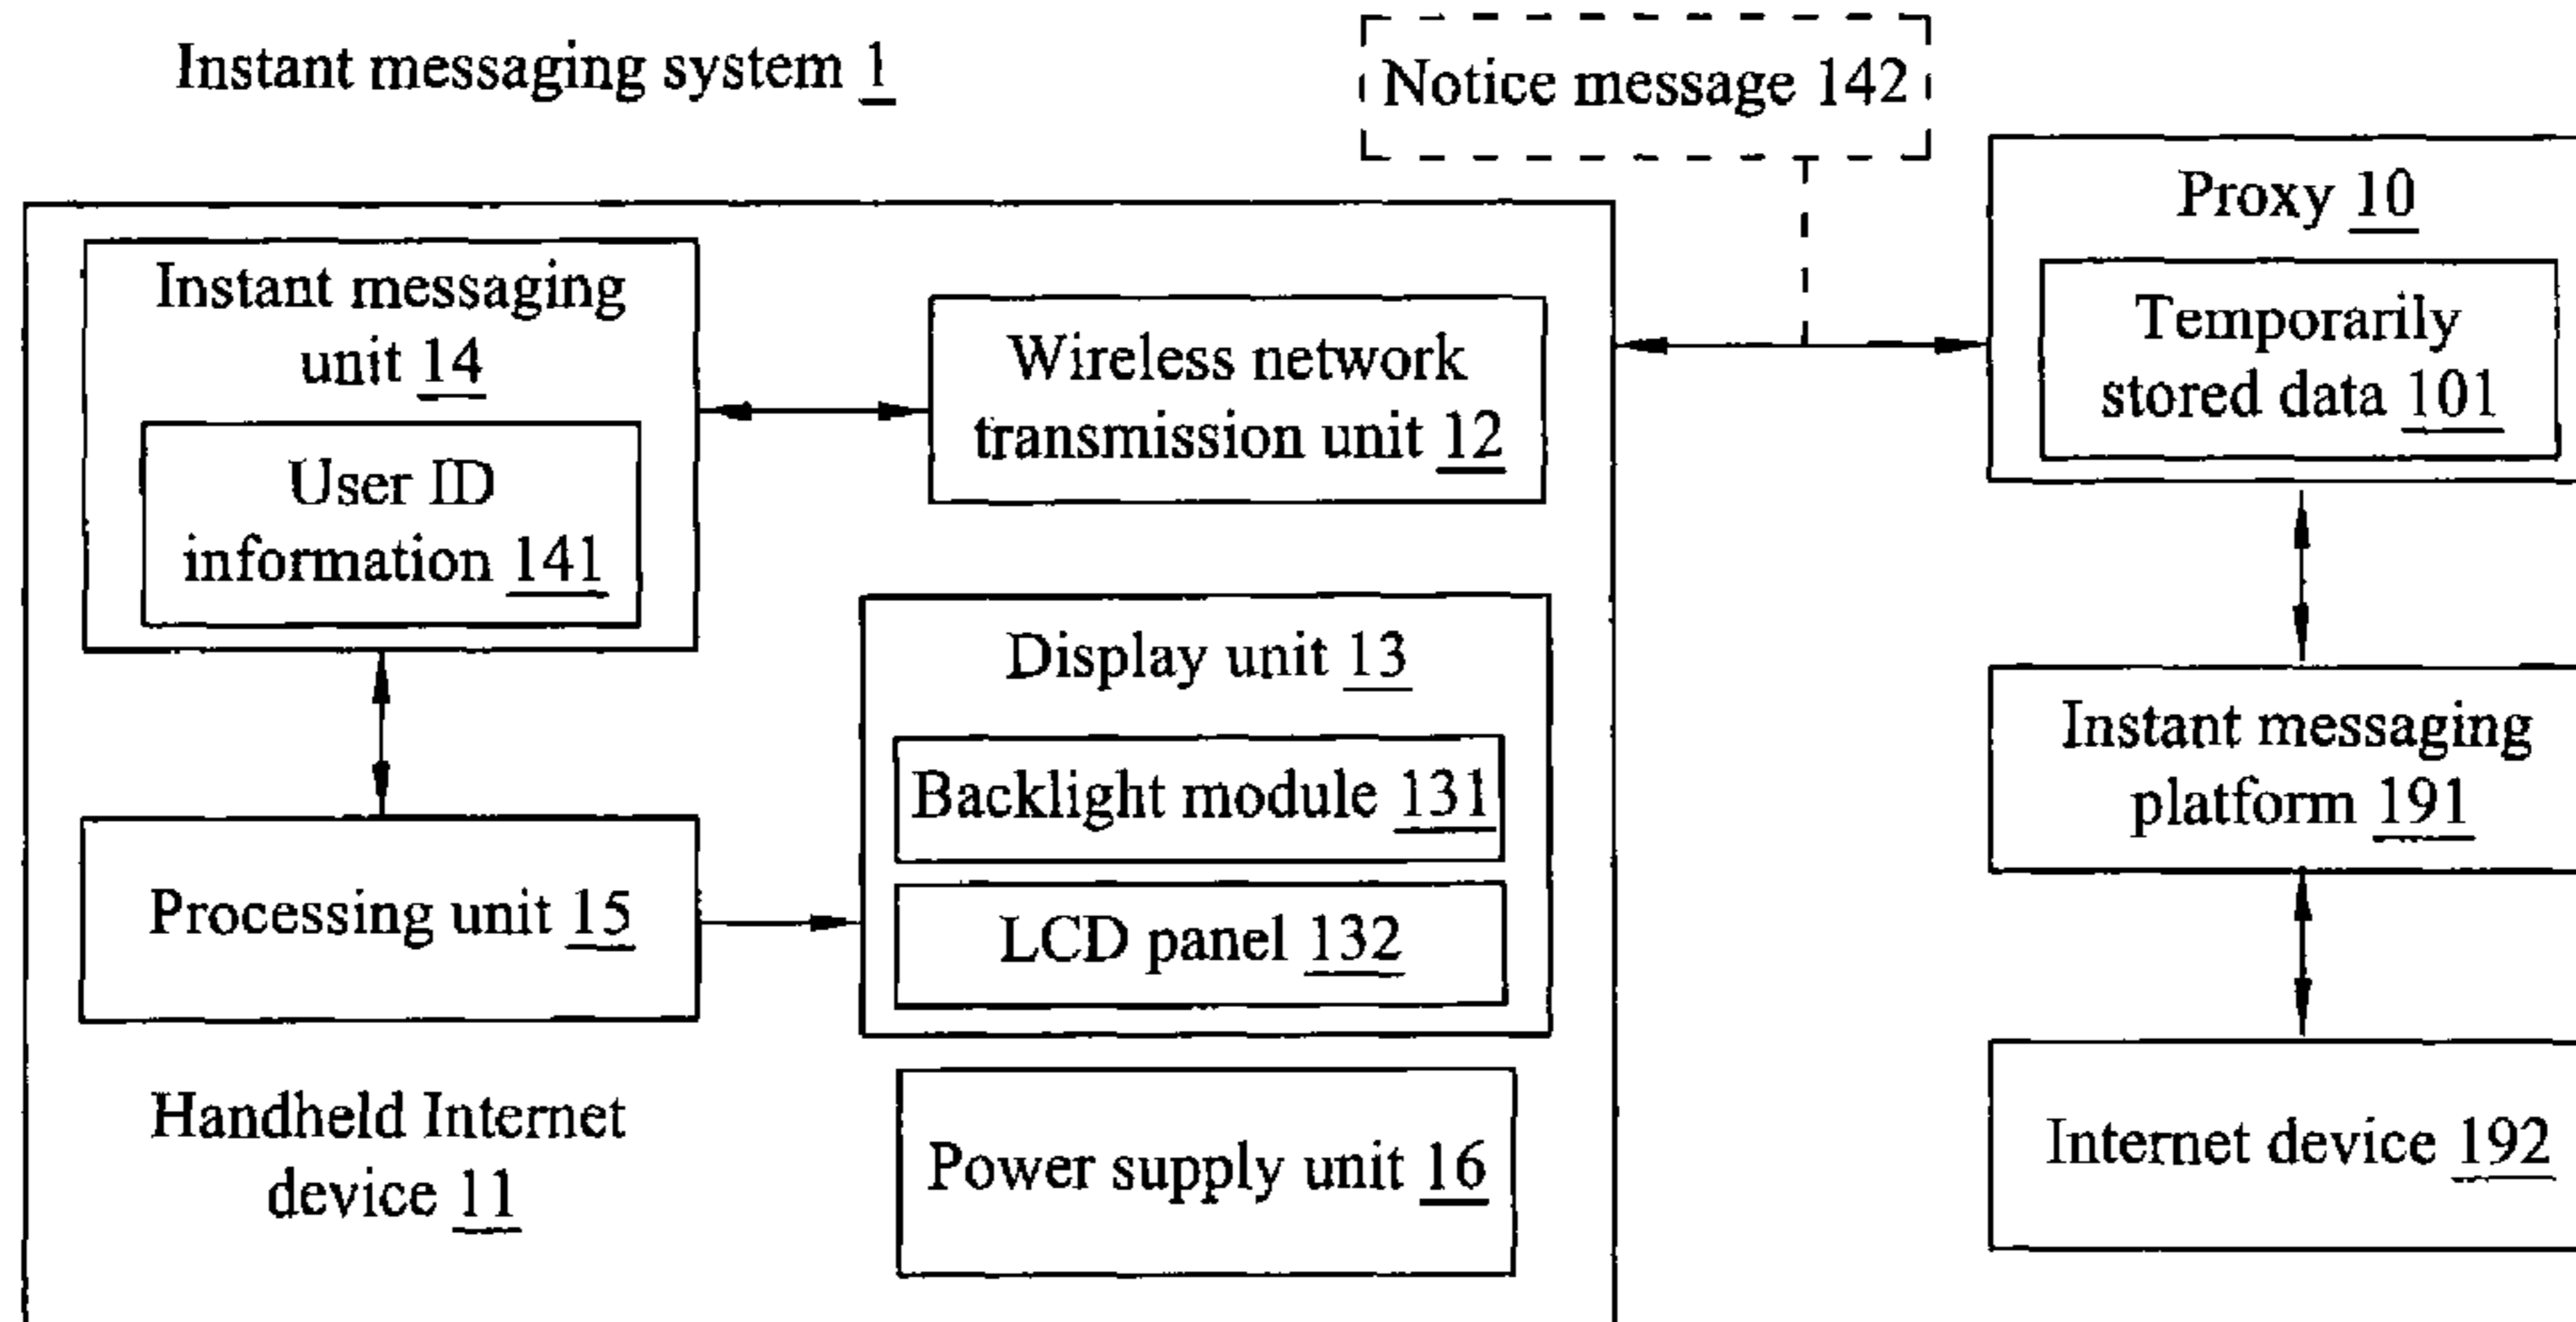 Instant messaging system 1
Notice message 142
Proxy 10
Temporarily
stored data 101
Instant messaging
unit 14
User ID
information 141
Wireless network
transmission unit 12
Display unit 13
Backlight module 131
LCD panel 132
Processing unit 15
Handheld Internet
device 11
Power supply unit 16
Instant messaging
platform 191
Internet device 192